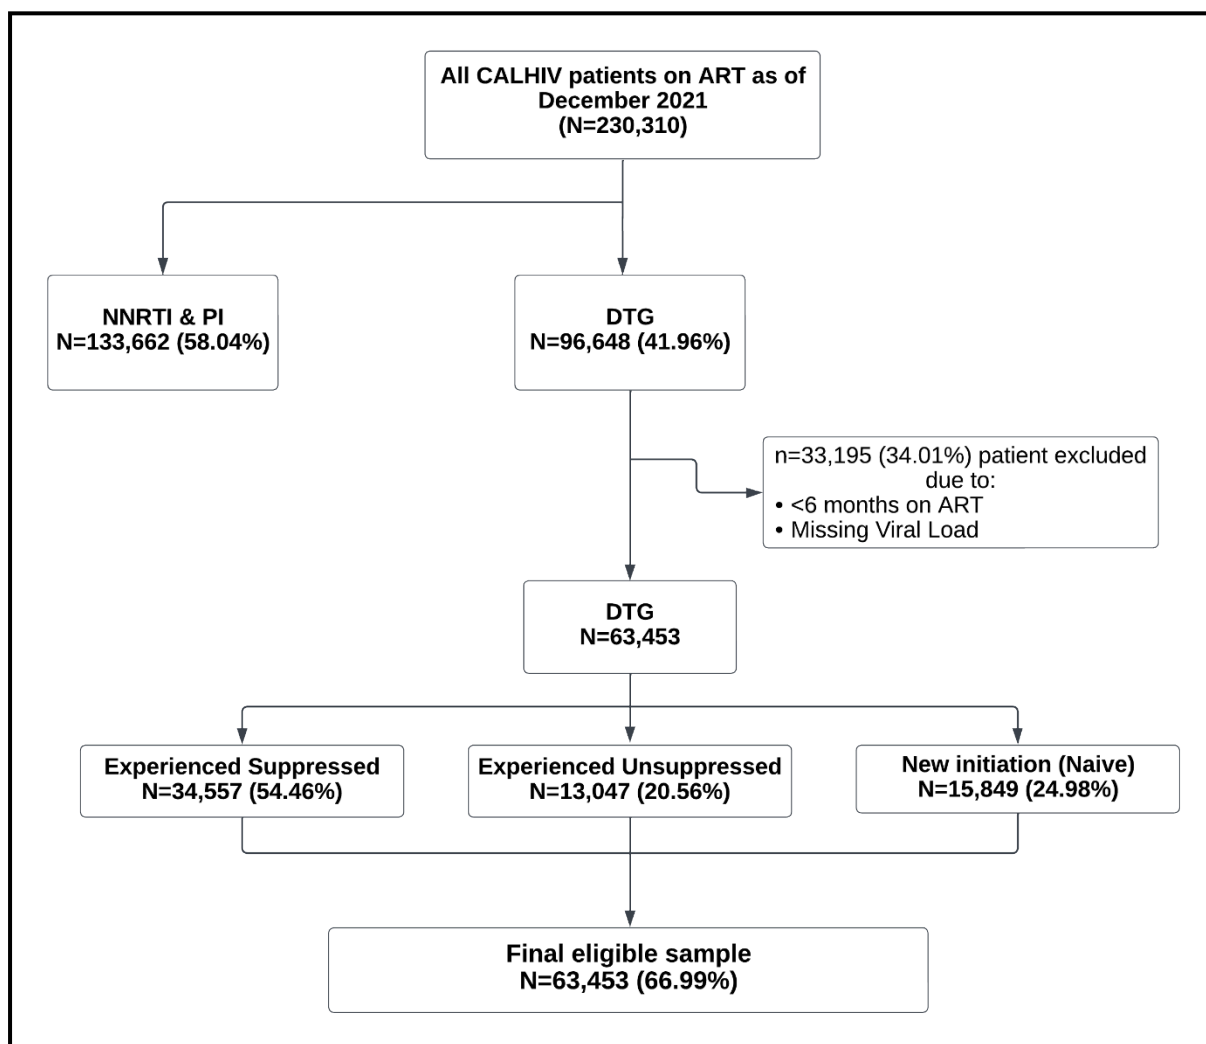 All CALHIV patients on ART as of
December 2021
(N=230,310)
NNRTI & PI
N=133,662 (58.04%)
DTG
N=96,648 (41.96%)
n=33,195 (34.01%) patient excluded
due to:
• <6 months on ART
• Missing Viral Load
DTG
N=63,453
Experienced Suppressed
N=34,557 (54.46%)
Experienced Unsuppressed
N=13,047 (20.56%)
New initiation (Naive)
N=15,849 (24.98%)
Final eligible sample
N=63,453 (66.99%)